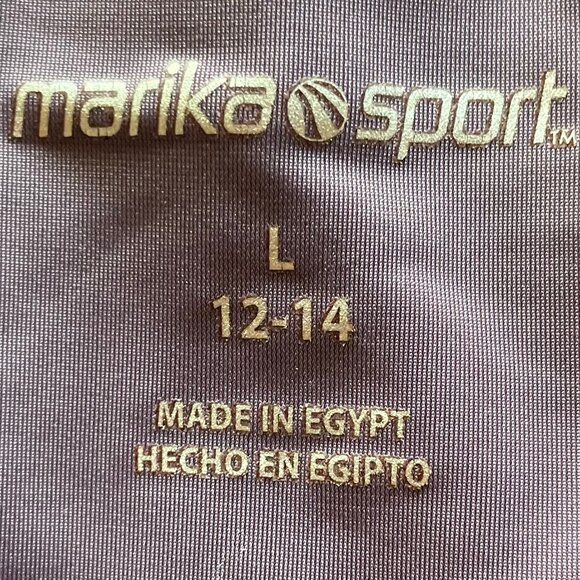 marika sport™
L
12-14
MADE IN EGYPT
HECHO EN EGIPTO